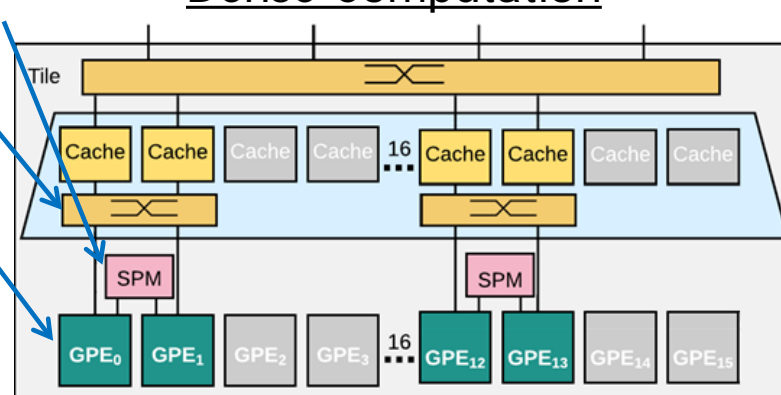 Dense computation
Tile
Cache Cache Cache Cache 16 Cache Cache Cache Cache
SPM SPM
GPE₀ GPE₁ GPE₂ GPE₃ 16 GPE₁₂ GPE₁₃ GPE₁₄ GPE₁₅